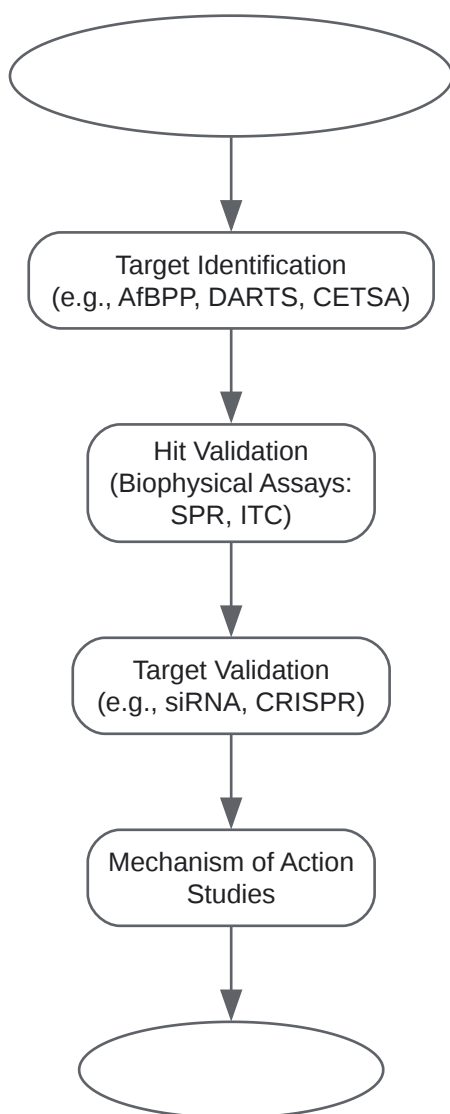 Target Identification
(e.g., AfBPP, DARTS, CETSA)
Hit Validation
(Biophysical Assays:
SPR, ITC)
Target Validation
(e.g., siRNA, CRISPR)
Mechanism of Action
Studies